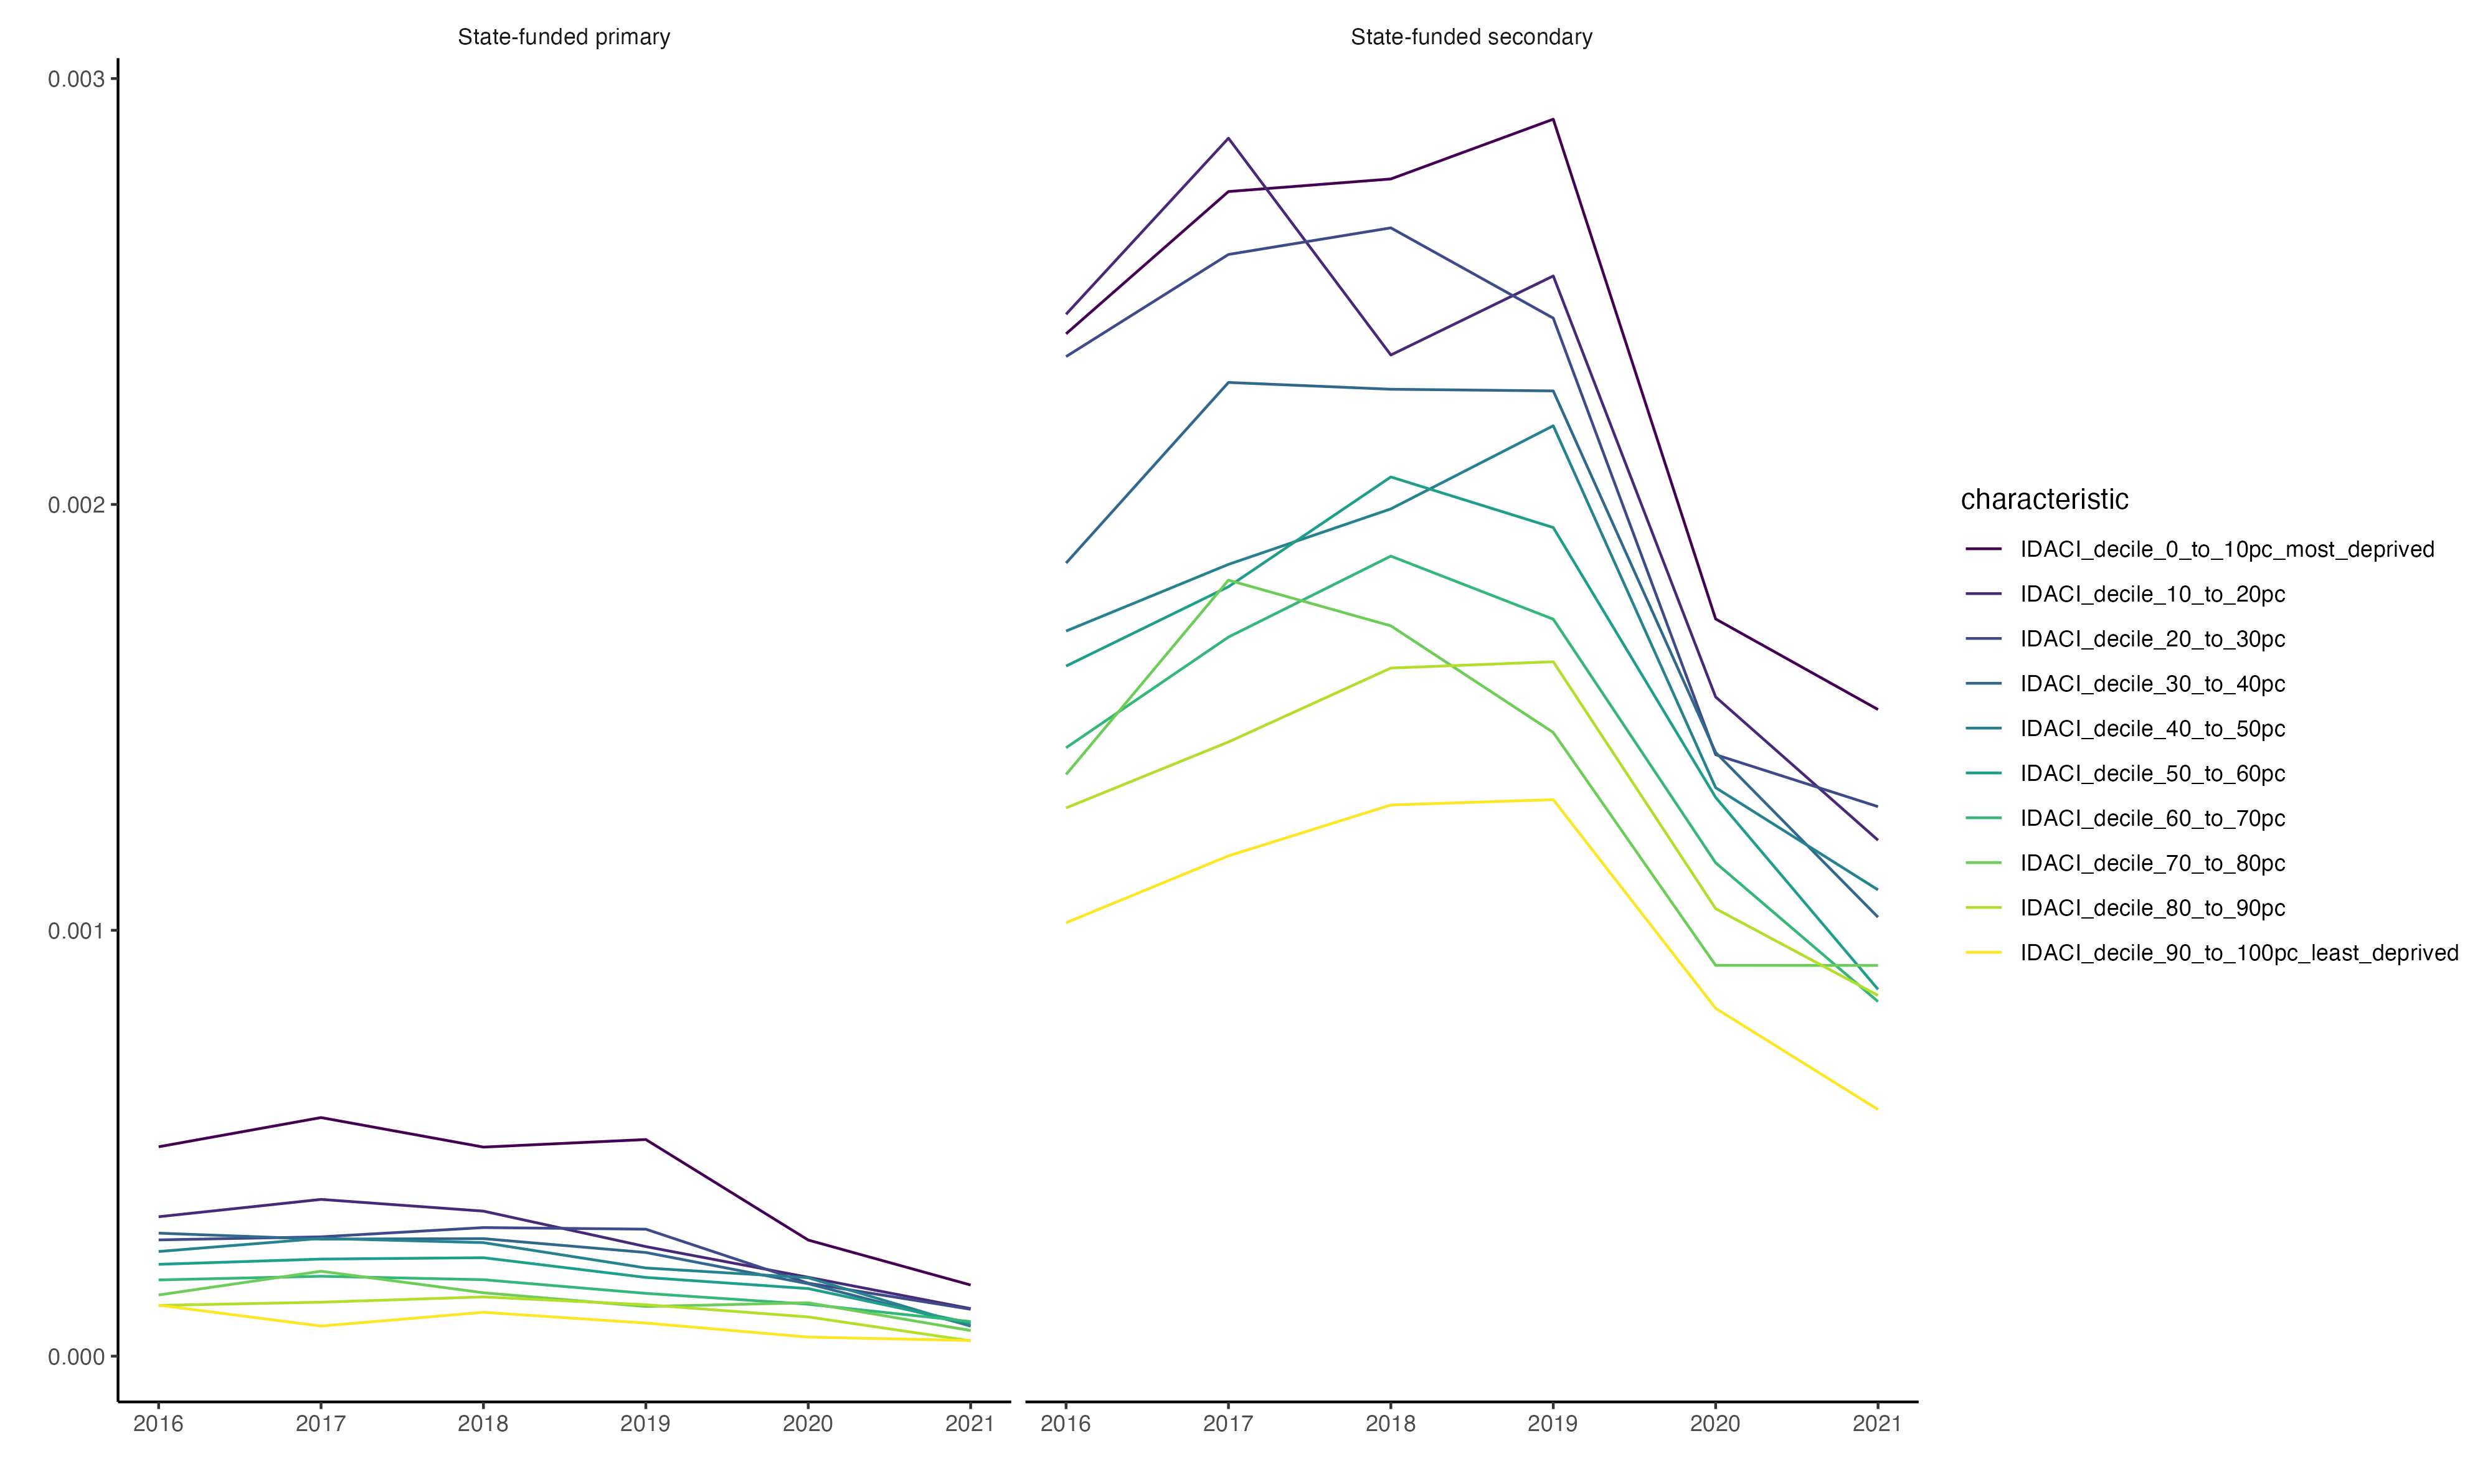 State-funded primary
State-funded secondary
0.003
0.002
0.001
0.000
2016 2017 2018 2019 2020 2021
2016 2017 2018 2019 2020 2021
characteristic
IDACI_decile_0_to_10pc_most_deprived
IDACI_decile_10_to_20pc
IDACI_decile_20_to_30pc
IDACI_decile_30_to_40pc
IDACI_decile_40_to_50pc
IDACI_decile_50_to_60pc
IDACI_decile_60_to_70pc
IDACI_decile_70_to_80pc
IDACI_decile_80_to_90pc
IDACI_decile_90_to_100pc_least_deprived